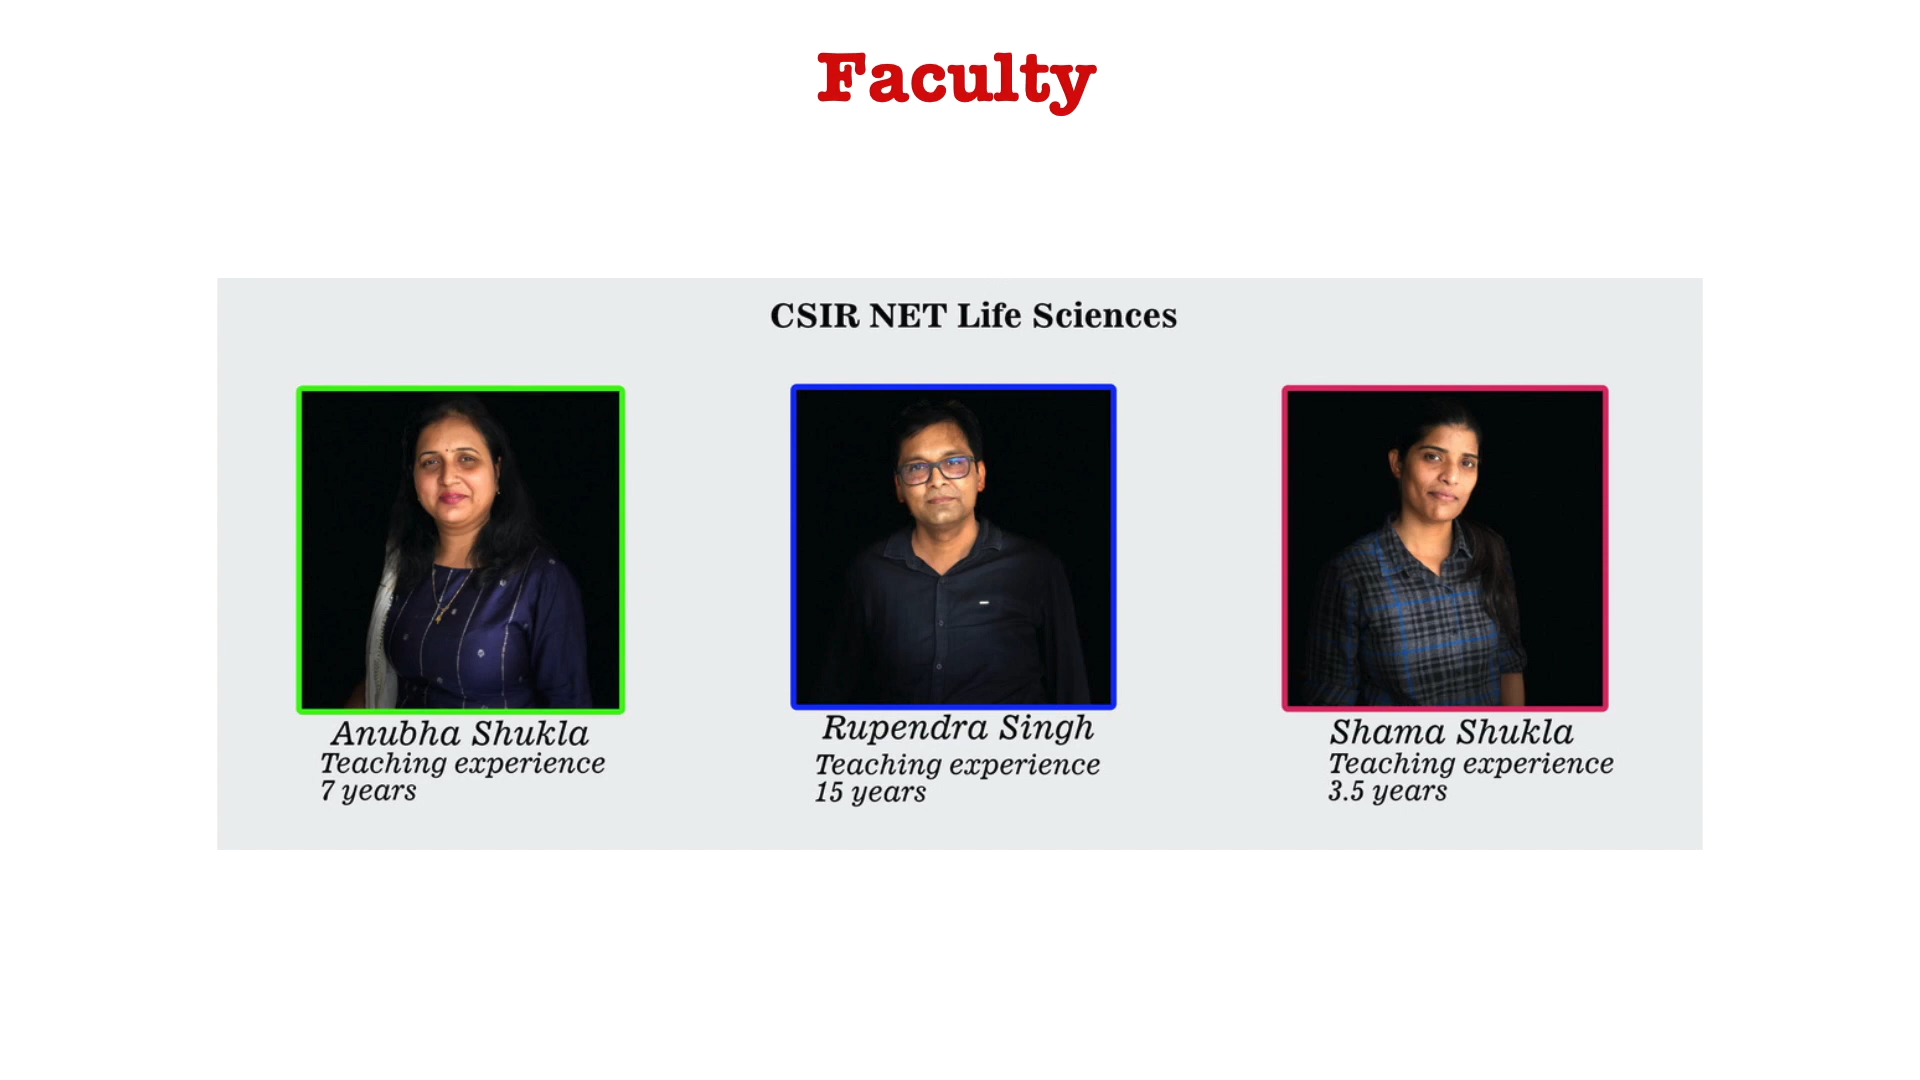 Faculty
CSIR NET Life Sciences
Anubha Shukla
Teaching experience
7 years
Rupendra Singh
Teaching experience
15 years
Shama Shukla
Teaching experience
3.5 years